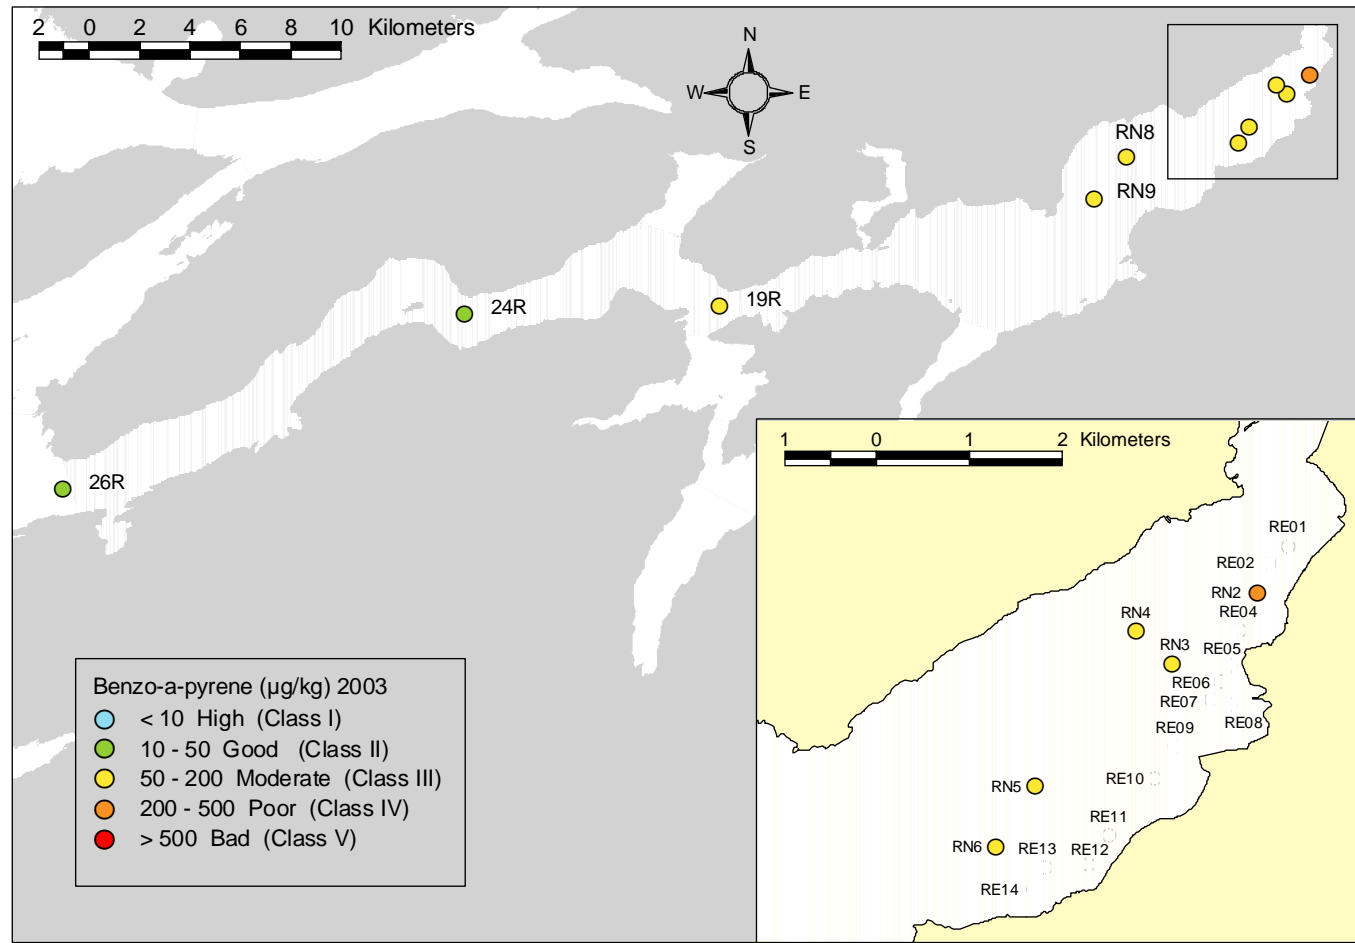 2 0 2 4 6 8 10 Kilometers
N
W E
S
RN8
RN9
19R
24R
26R
1 0 1 2 Kilometers
RE01
RE02
RN2
RE04
RN4
RN3
RE05
RE06
RE07
RE08
RE09
RE10
RN5
RE11
RN6
RE13
RE12
RE14
Benzo-a-pyrene (µg/kg) 2003
< 10 High (Class I)
10 - 50 Good (Class II)
50 - 200 Moderate (Class III)
200 - 500 Poor (Class IV)
> 500 Bad (Class V)